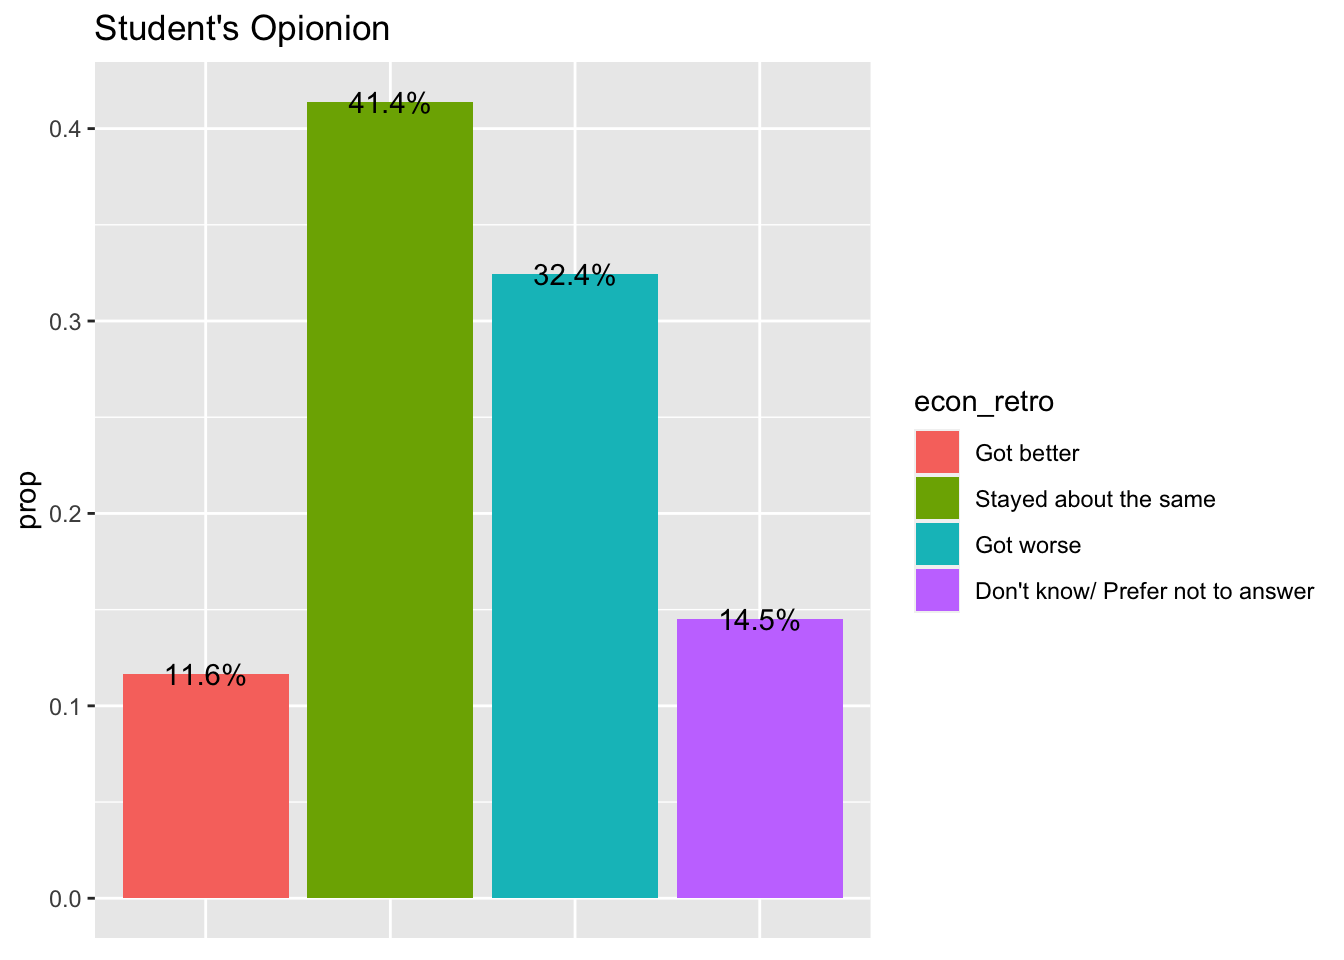 Student's Opionion
41.4%
32.4%
14.5%
11.6%
0.4
0.3
0.2
0.1
0.0
prop
econ_retro
Got better
Stayed about the same
Got worse
Don't know/ Prefer not to answer